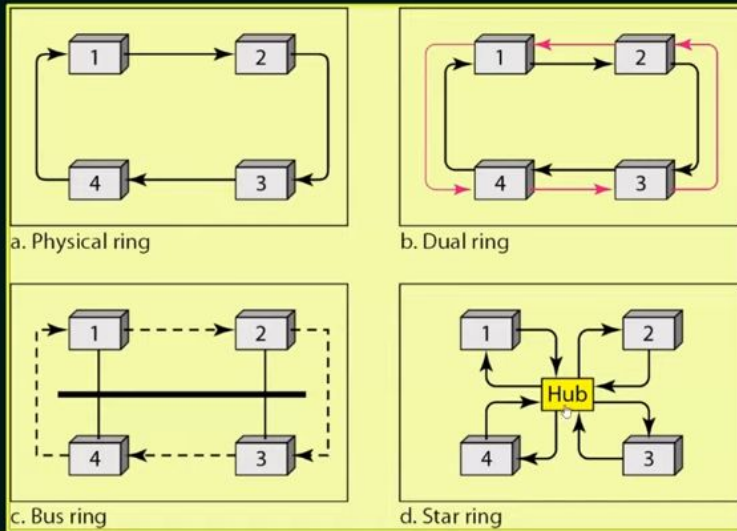 1 2
4 3
a. Physical ring
1 2
4 3
b. Dual ring
1 2
4 3
c. Bus ring
1 2
Hub
4 3
d. Star ring